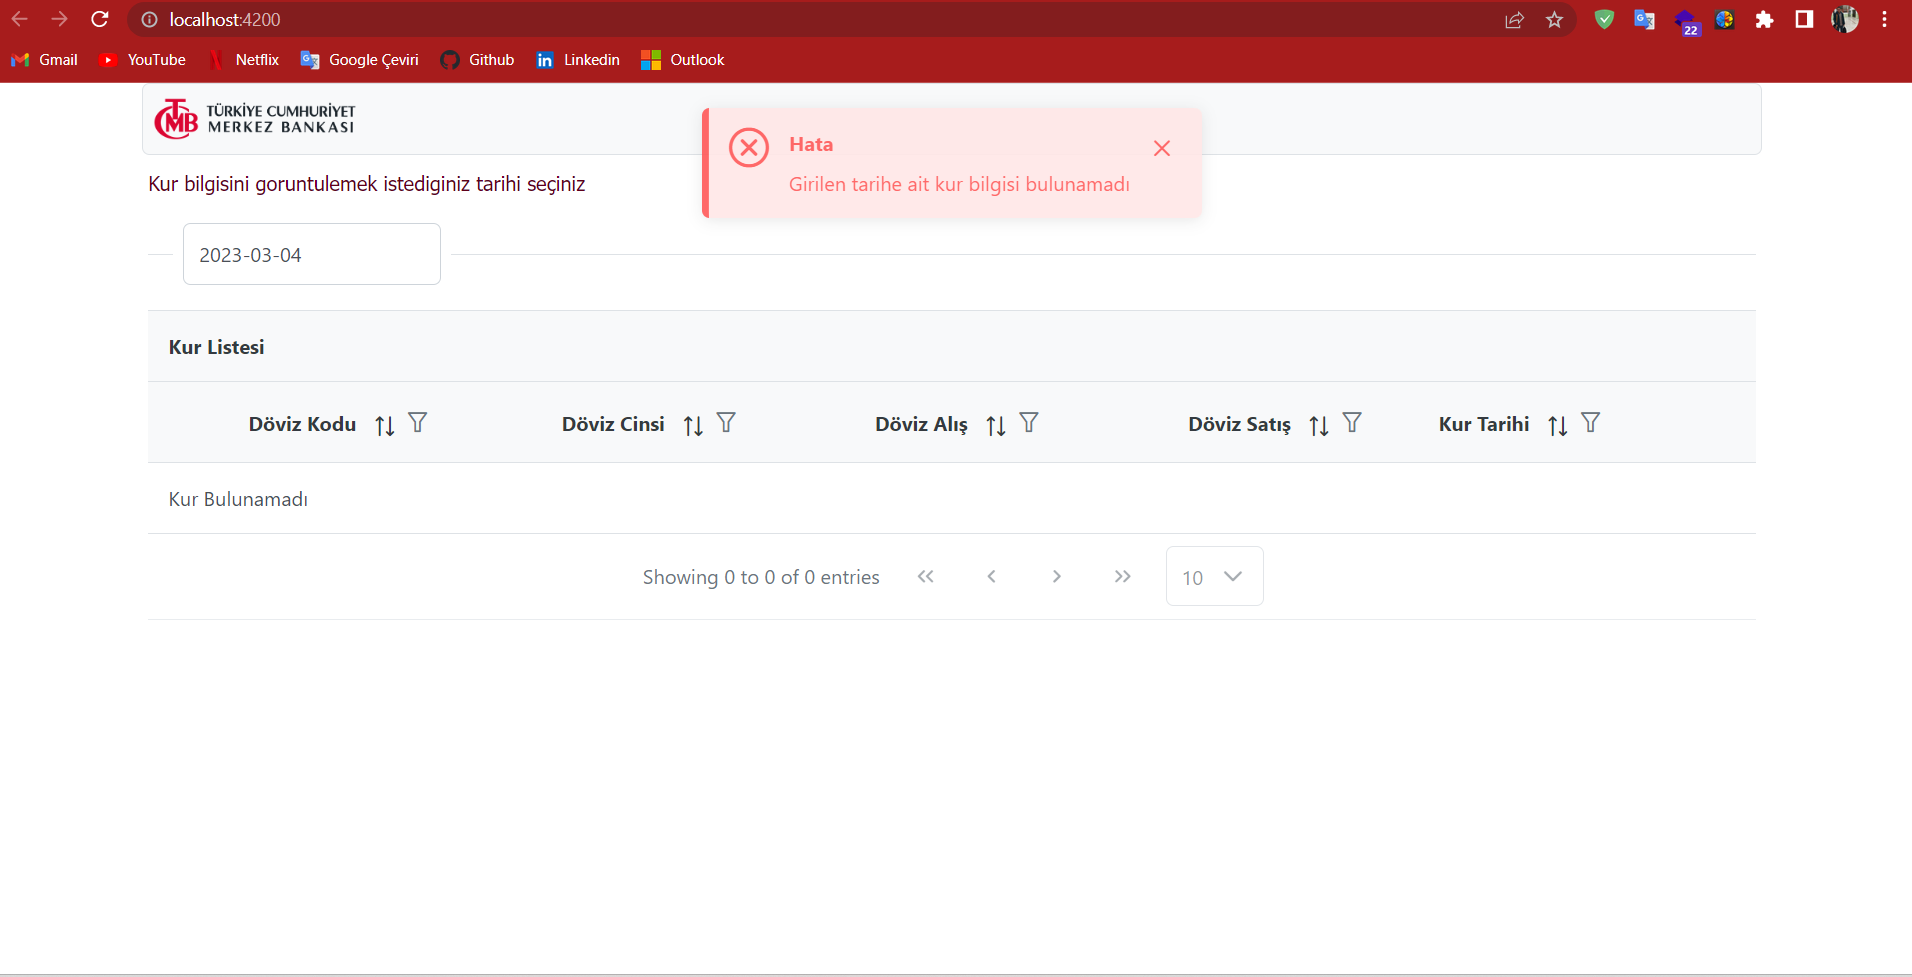 localhost:4200
22
Gmail YouTube Netflix Google Çeviri Github Linkedin Outlook
TÜRKİYE CUMHURİYET
MERKEZ BANKASI
Hata
Girilen tarihe ait kur bilgisi bulunamadı
Kur bilgisini goruntulemek istediginiz tarihi seçiniz
2023-03-04
Kur Listesi
Döviz Kodu Döviz Cinsi Döviz Alış Döviz Satış Kur Tarihi
Kur Bulunamadı
Showing 0 to 0 of 0 entries 10